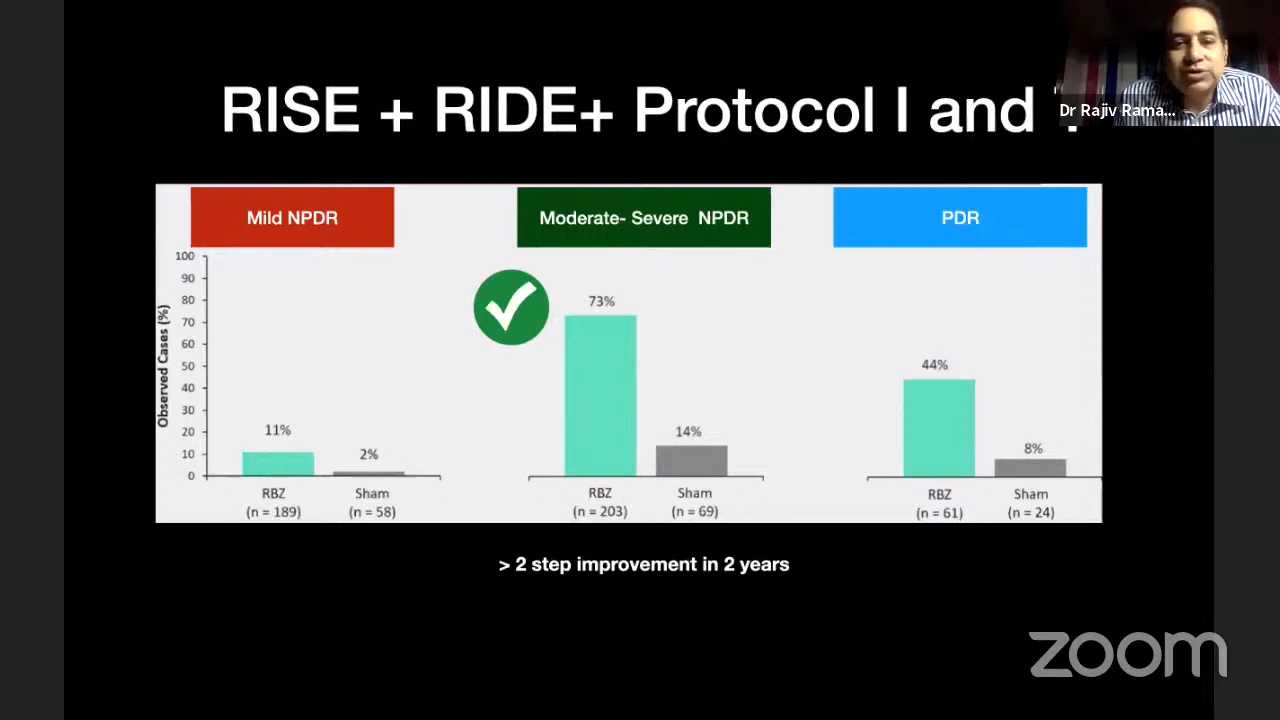 RISE + RIDE+ Protocol I and
Dr Rajiv Rama...
Mild NPDR
Moderate- Severe NPDR
PDR
Observed Cases (%)
100
90
80
70
60
50
40
30
20
10
0
11%
2%
RBZ
(n = 189)
Sham
(n = 58)
73%
14%
RBZ
(n = 203)
Sham
(n = 69)
44%
8%
RBZ
(n = 61)
Sham
(n = 24)
> 2 step improvement in 2 years
zoom